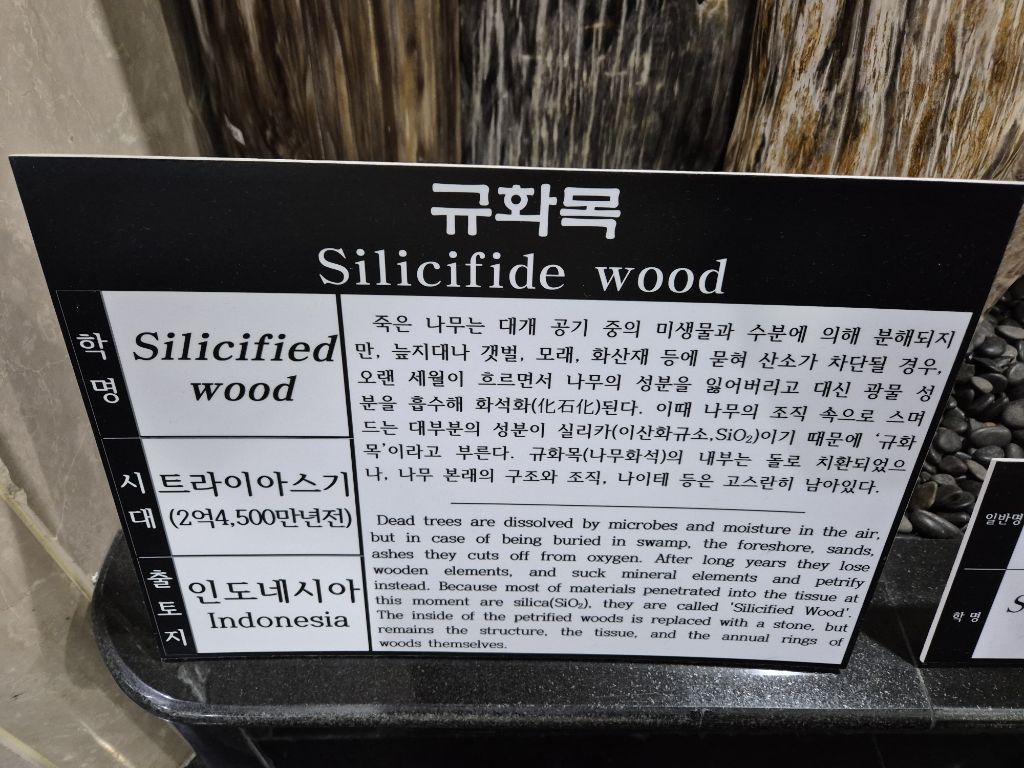 규화목
Silicifide wood
학명
Silicified
wood
시대
트라이아스기
(2억4,500만년전)
출토지
인도네시아
Indonesia
죽은 나무는 대개 공기 중의 미생물과 수분에 의해 분해되지
만, 늪지대나 갯벌, 모래, 화산재 등에 묻혀 산소가 차단될 경우,
오랜 세월이 흐르면서 나무의 성분을 잃어버리고 대신 광물 성
분을 흡수해 화석화(化石化)된다. 이때 나무의 조직 속으로 스며
드는 대부분의 성분이 실리카(이산화규소,SiO₂)이기 때문에 ‘규화
목’이라고 부른다. 규화목(나무화석)의 내부는 돌로 치환되었으
나, 나무 본래의 구조와 조직, 나이테 등은 고스란히 남아있다.
Dead trees are dissolved by microbes and moisture in the air,
but in case of being buried in swamp, the foreshore, sands,
ashes they cuts off from oxygen. After long years they lose
wooden elements, and suck mineral elements and petrify
instead. Because most of materials penetrated into the tissue at
this moment are silica(SiO₂), they are called ‘Silicified Wood’.
The inside of the petrified woods is replaced with a stone, but
remains the structure, the tissue, and the annual rings of
woods themselves.
일반명
학명